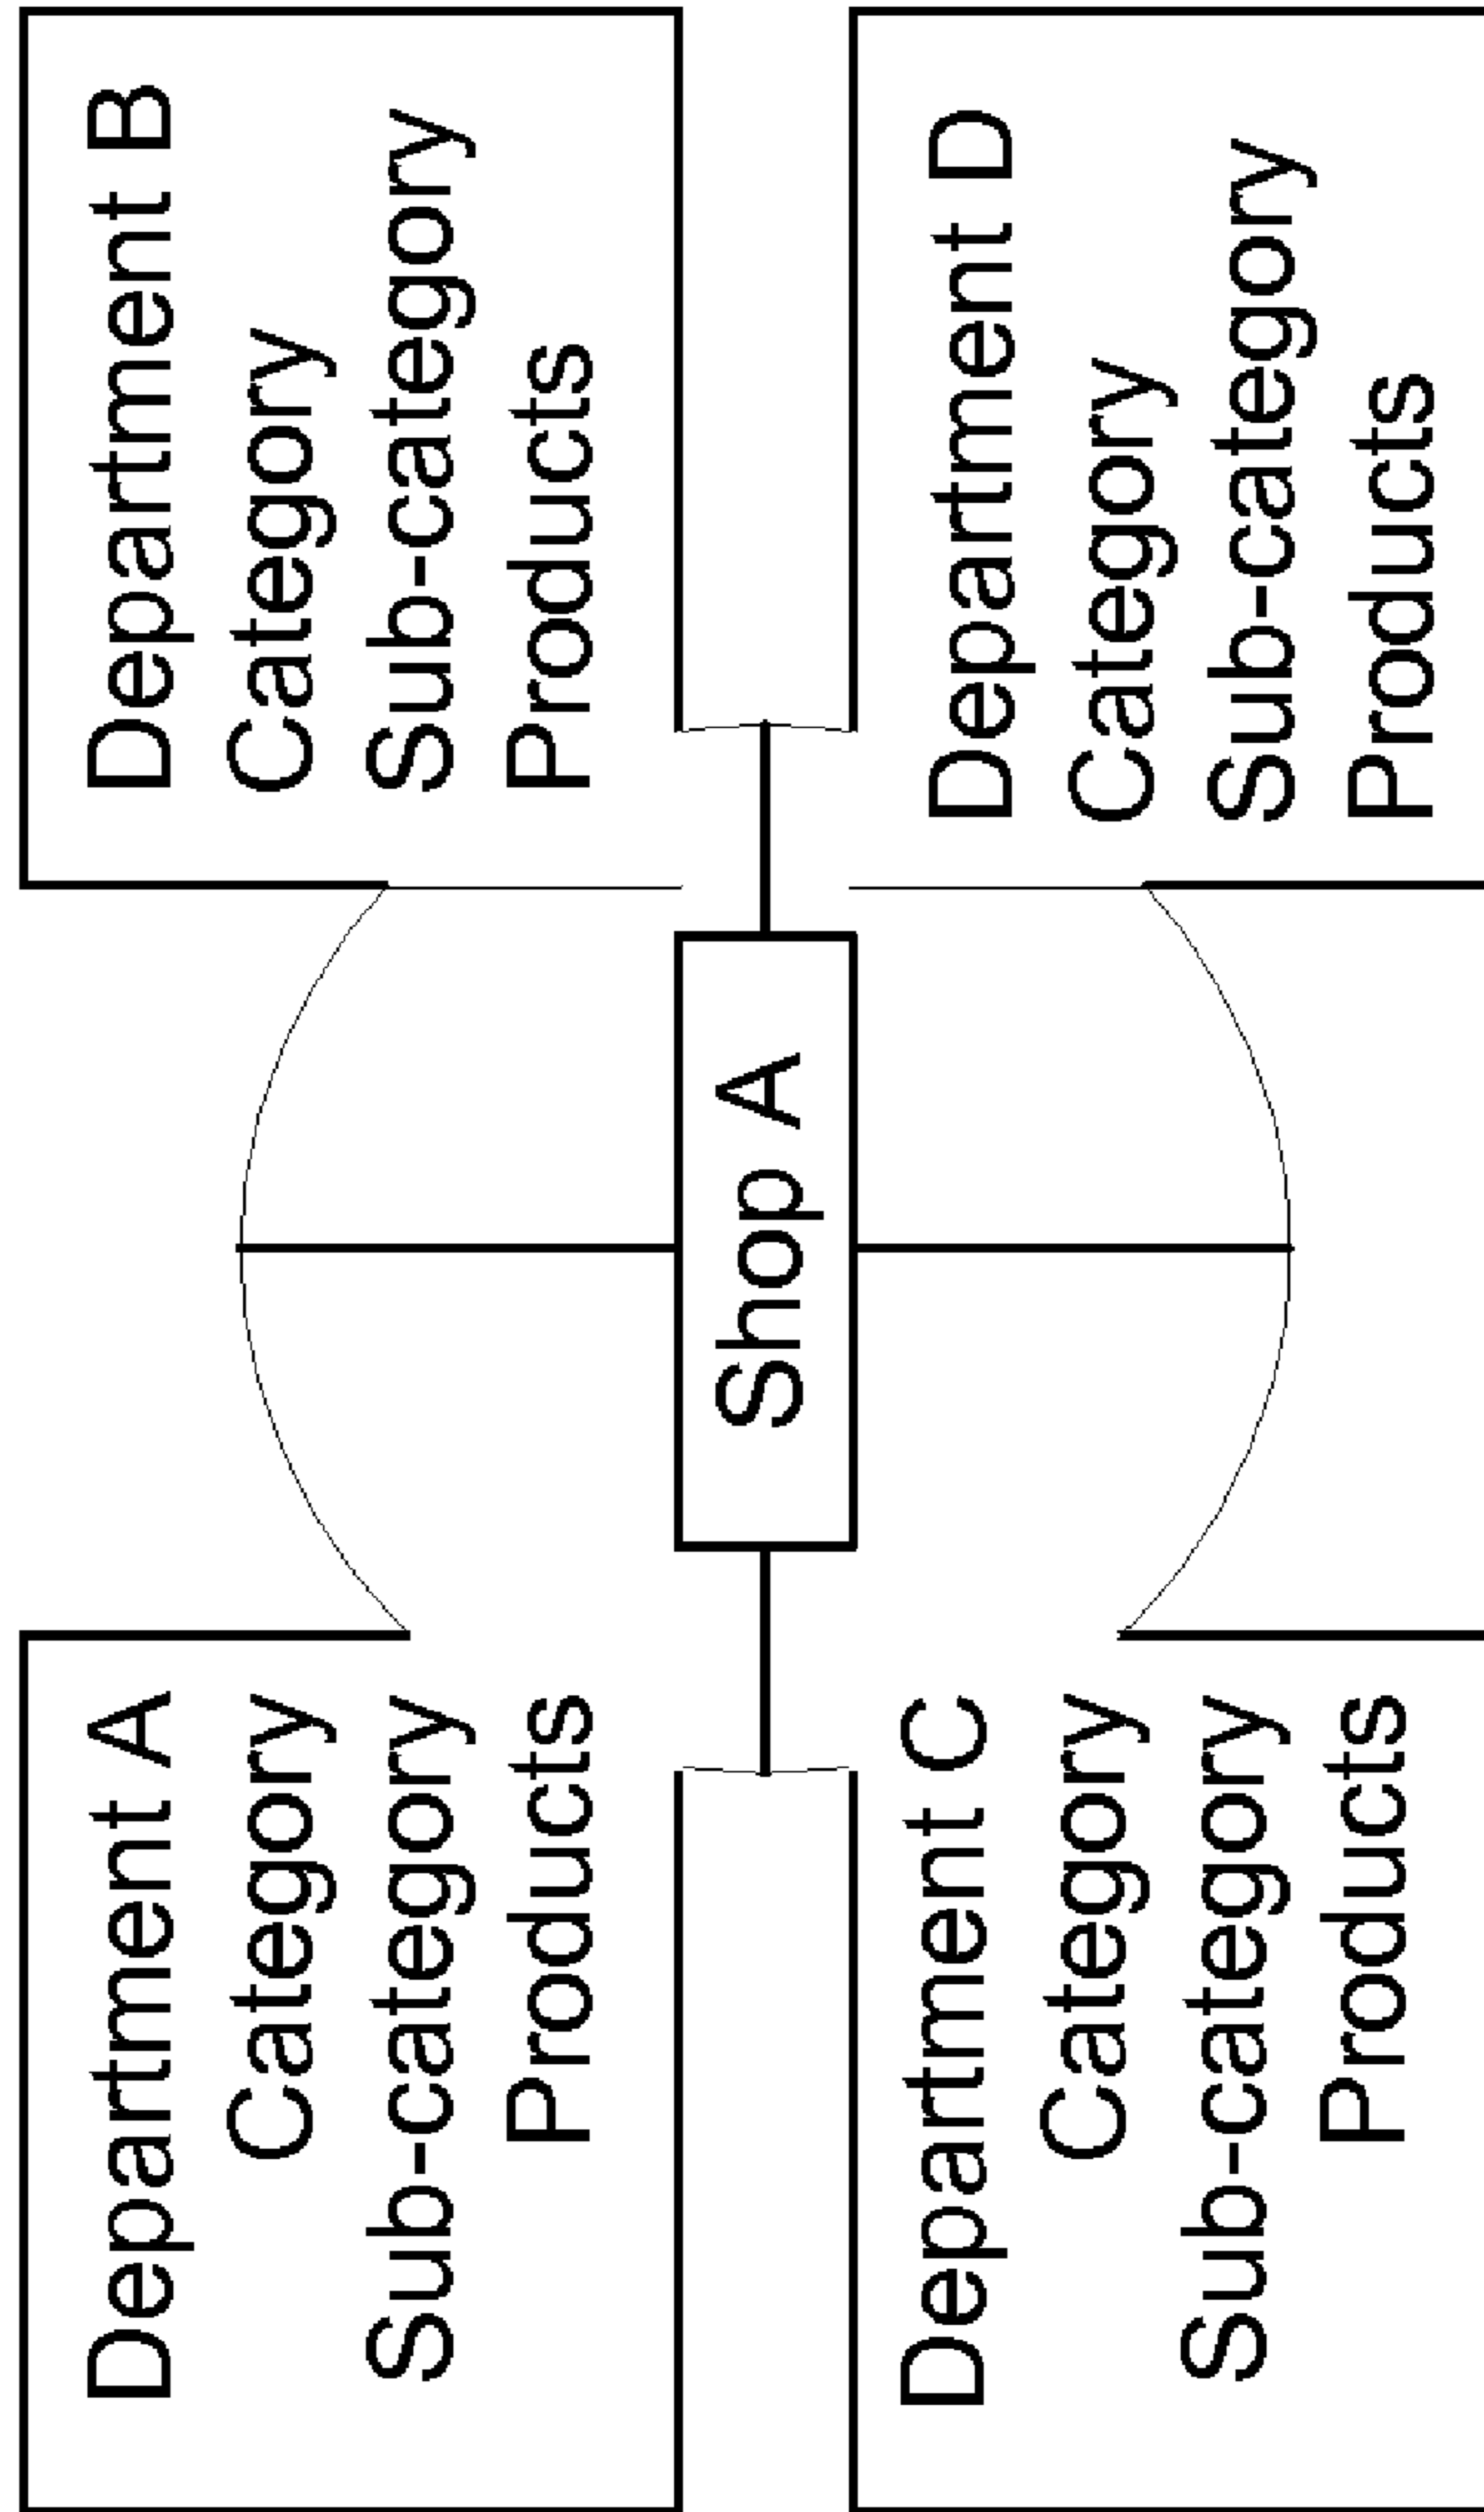 Department A
Category
Sub-category
Products
Department B
Category
Sub-category
Products
Shop A
Department C
Category
Sub-category
Products
Department D
Category
Sub-category
Products